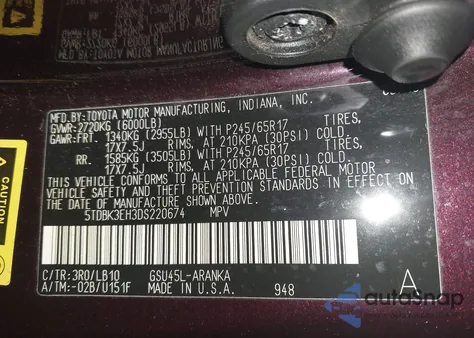 MFD.BY:TOYOTA MOTOR MANUFACTURING, INDIANA, INC.
GVWR:2720KG (6000LB)
GAWR:FRT. 1340KG (2955LB) WITH P245/65R17 TIRES,
17X7.5J RIMS, AT 210KPA (30PSI) COLD.
RR. 1585KG (3505LB) WITH P245/65R17 TIRES,
17X7.5J RIMS, AT 210KPA (30PSI) COLD.
THIS VEHICLE CONFORMS TO ALL APPLICABLE FEDERAL MOTOR
VEHICLE SAFETY AND THEFT PREVENTION STANDARDS IN EFFECT ON
THE DATE OF MANUFACTURE SHOWN ABOVE.
5TDBK3EH3DS220674 MPV
C/TR:3R0/LB10 GSU45L-ARANKA
A/TM:-02B/U151F MADE IN U.S.A. 948 A
CAUTION
autoSnap